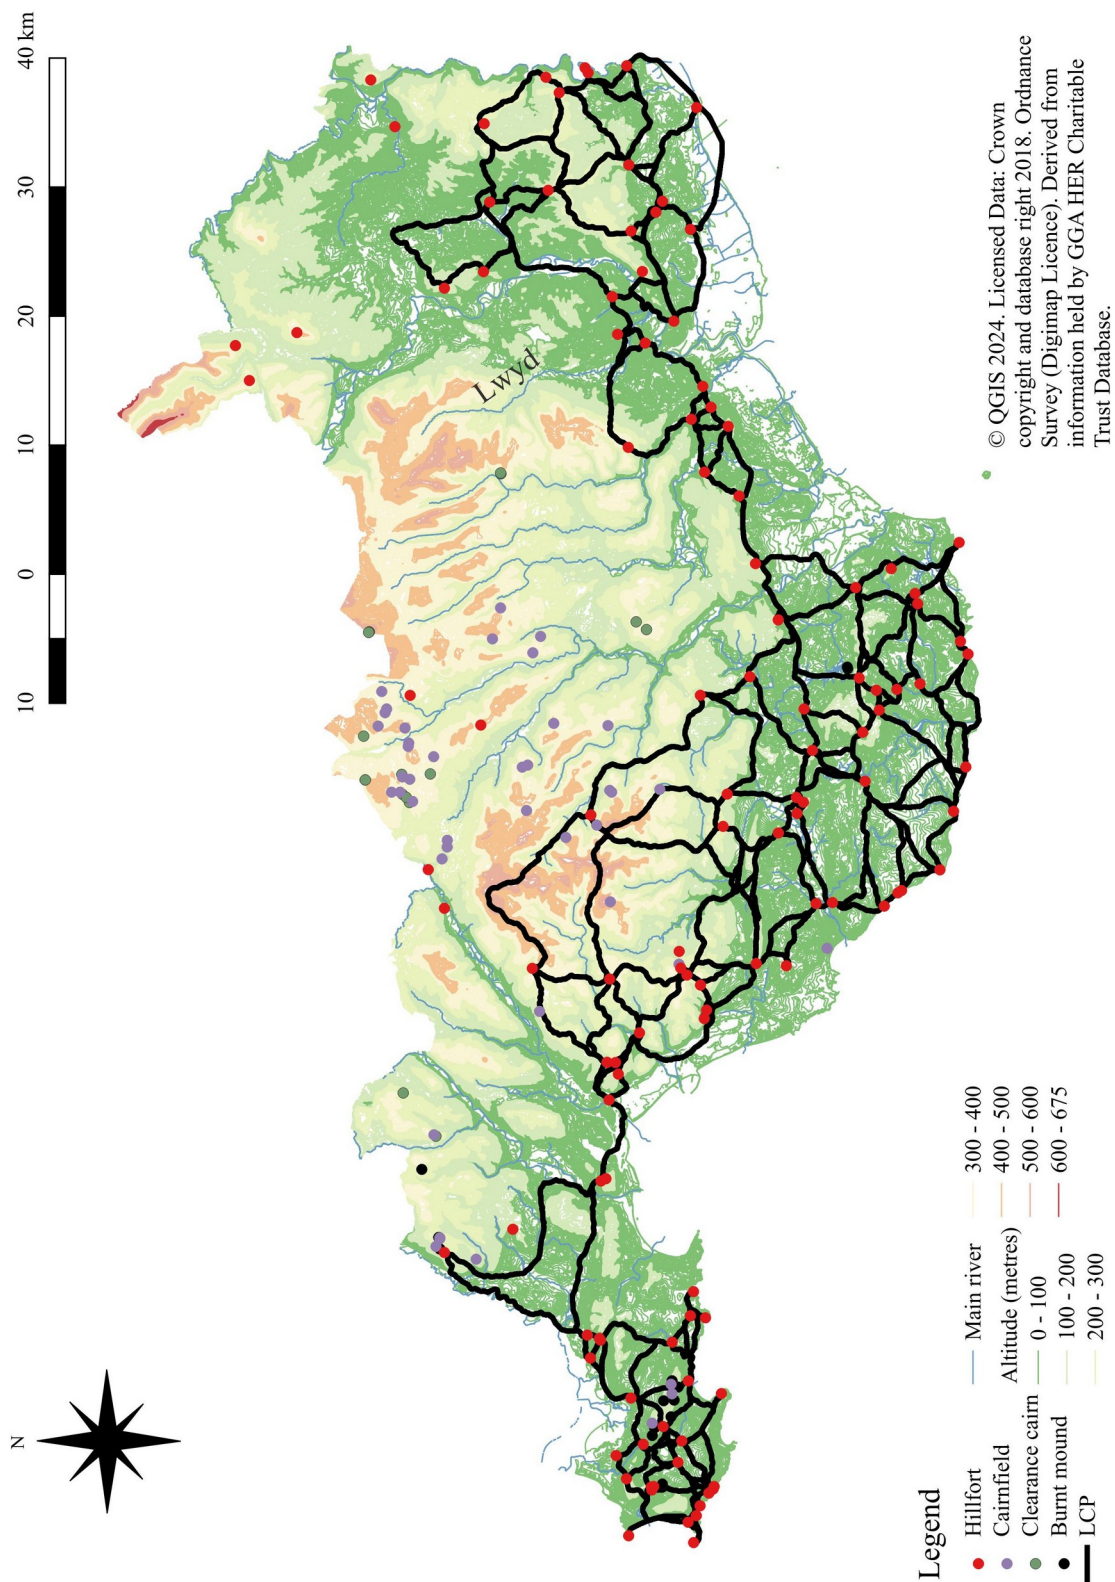 10 0 10 20 30 40 km
N
Lwyd
Legend
Hillfort
Cairnfield
Clearance cairn
Burnt mound
LCP
Main river
Altitude (metres)
0 - 100
100 - 200
200 - 300
300 - 400
400 - 500
500 - 600
600 - 675
© QGIS 2024. Licensed Data: Crown
copyright and database right 2018. Ordnance
Survey (Digimap Licence). Derived from
information held by GGA HER Charitable
Trust Database.